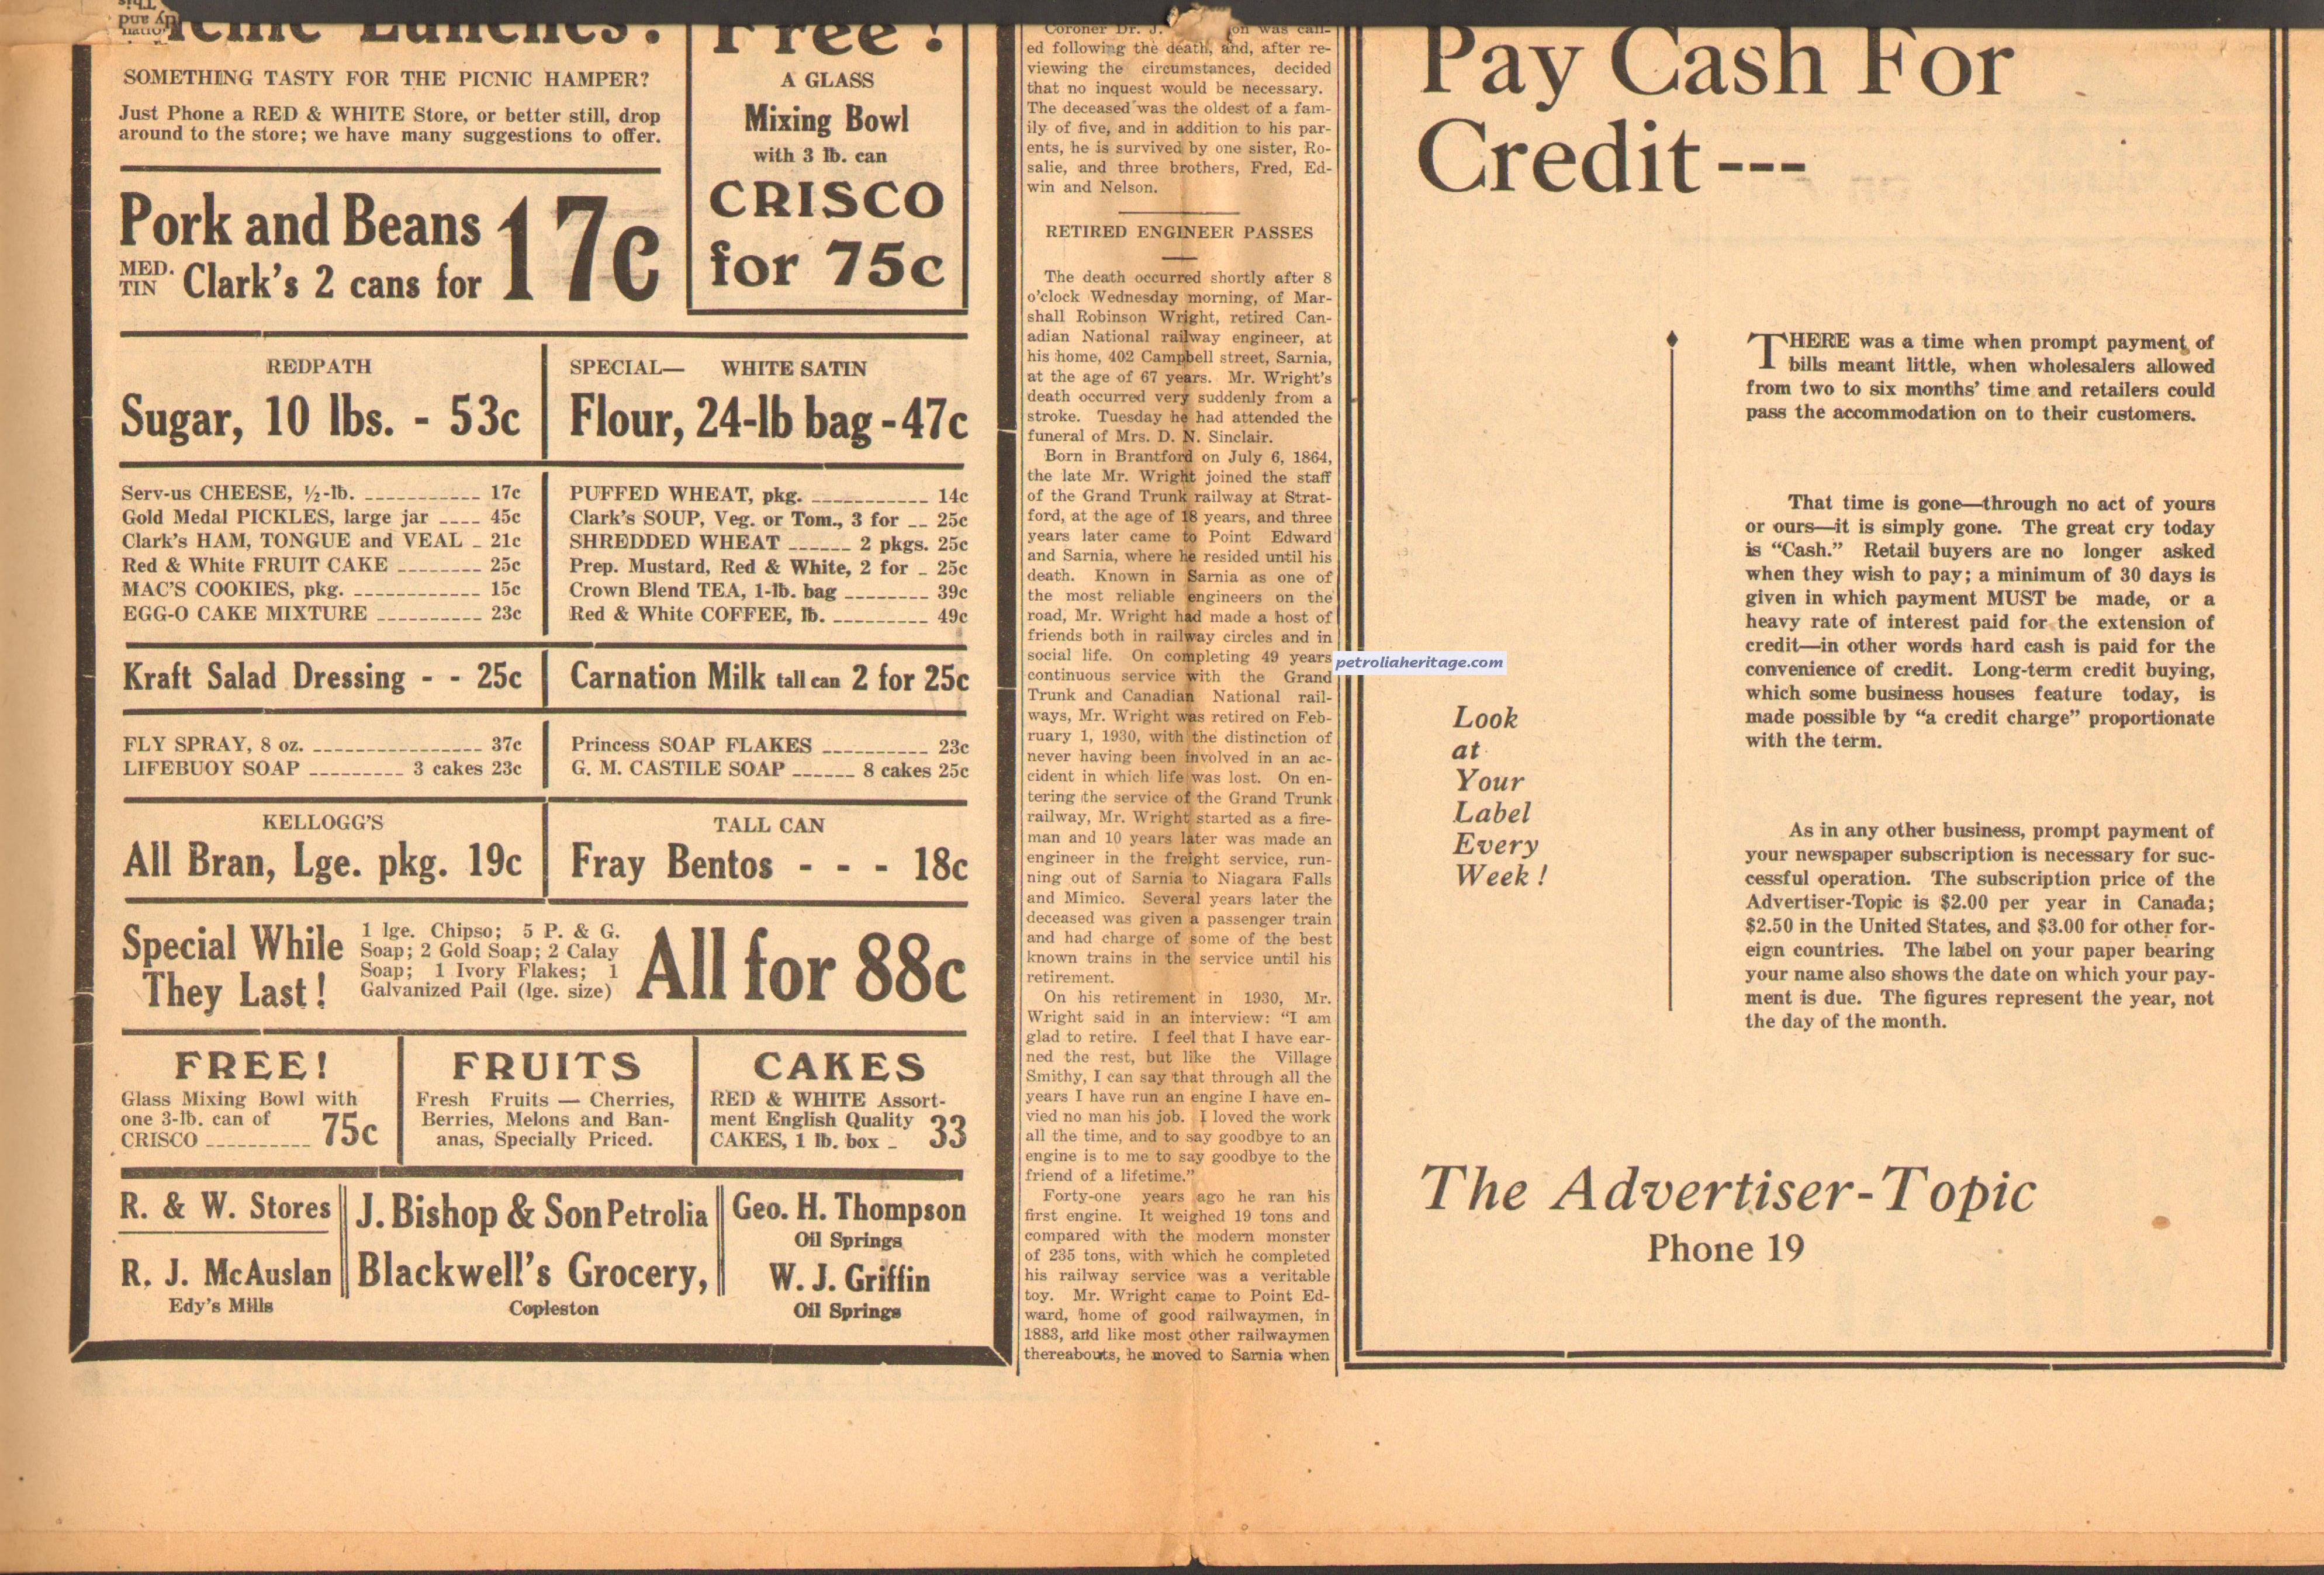 Lunches!
SOMETHING TASTY FOR THE PICNIC HAMPER?
Just Phone a RED & WHITE Store, or better still, drop
around to the store; we have many suggestions to offer.
Pork and Beans 17c
MED. TIN Clark's 2 cans for
Free!
A GLASS
Mixing Bowl
with 3 lb. can
CRISCO
for 75c
REDPATH
Sugar, 10 lbs. - 53c
SPECIAL— WHITE SATIN
Flour, 24-lb bag - 47c
Serv-us CHEESE, ½-lb. 17c
Gold Medal PICKLES, large jar 45c
Clark's HAM, TONGUE and VEAL 21c
Red & White FRUIT CAKE 25c
MAC'S COOKIES, pkg. 15c
EGG-O CAKE MIXTURE 23c
PUFFED WHEAT, pkg. 14c
Clark's SOUP, Veg. or Tom., 3 for 25c
SHREDDED WHEAT 2 pkgs. 25c
Prep. Mustard, Red & White, 2 for 25c
Crown Blend TEA, 1-lb. bag 39c
Red & White COFFEE, lb. 49c
Kraft Salad Dressing - - 25c
Carnation Milk tall can 2 for 25c
FLY SPRAY, 8 oz. 37c
LIFEBUOY SOAP 3 cakes 23c
Princess SOAP FLAKES 23c
G. M. CASTILE SOAP 8 cakes 25c
KELLOGG'S
All Bran, Lge. pkg. 19c
TALL CAN
Fray Bentos - - - 18c
Special While
They Last!
1 lge. Chipso; 5 P. & G.
Soap; 2 Gold Soap; 2 Calay
Soap; 1 Ivory Flakes; 1
Galvanized Pail (lge. size)
All for 88c
FREE!
Glass Mixing Bowl with
one 3-lb. can of
CRISCO 75c
FRUITS
Fresh Fruits — Cherries,
Berries, Melons and Ban-
anas, Specially Priced.
CAKES
RED & WHITE Assort-
ment English Quality
CAKES, 1 lb. box 33
R. & W. Stores
R. J. McAuslan
Edy's Mills
J. Bishop & Son Petrolia
Blackwell's Grocery,
Copleston
Geo. H. Thompson
Oil Springs
W. J. Griffin
Oil Springs
Coroner Dr. J. was call-
ed following the death, and, after re-
viewing the circumstances, decided
that no inquest would be necessary.
The deceased was the oldest of a fam-
ily of five, and in addition to his par-
ents, he is survived by one sister, Ro-
salie, and three brothers, Fred, Ed-
win and Nelson.
RETIRED ENGINEER PASSES
The death occurred shortly after 8
o'clock Wednesday morning, of Mar-
shall Robinson Wright, retired Can-
adian National railway engineer, at
his home, 402 Campbell street, Sarnia,
at the age of 67 years. Mr. Wright's
death occurred very suddenly from a
stroke. Tuesday he had attended the
funeral of Mrs. D. N. Sinclair.
Born in Brantford on July 6, 1864,
the late Mr. Wright joined the staff
of the Grand Trunk railway at Strat-
ford, at the age of 18 years, and three
years later came to Point Edward
and Sarnia, where he resided until his
death. Known in Sarnia as one of
the most reliable engineers on the
road, Mr. Wright had made a host of
friends both in railway circles and in
social life. On completing 49 years
continuous service with the Grand
Trunk and Canadian National rail-
ways, Mr. Wright was retired on Feb-
ruary 1, 1930, with the distinction of
never having been involved in an ac-
cident in which life was lost. On en-
tering the service of the Grand Trunk
railway, Mr. Wright started as a fire-
man and 10 years later was made an
engineer in the freight service, run-
ning out of Sarnia to Niagara Falls
and Mimico. Several years later the
deceased was given a passenger train
and had charge of some of the best
known trains in the service until his
retirement.
On his retirement in 1930, Mr.
Wright said in an interview: "I am
glad to retire. I feel that I have ear-
ned the rest, but like the Village
Smithy, I can say that through all the
years I have run an engine I have en-
vied no man his job. I loved the work
all the time, and to say goodbye to an
engine is to me to say goodbye to the
friend of a lifetime."
Forty-one years ago he ran his
first engine. It weighed 19 tons and
compared with the modern monster
of 235 tons, with which he completed
his railway service was a veritable
toy. Mr. Wright came to Point Ed-
ward, home of good railwaymen, in
1883, and like most other railwaymen
thereabouts, he moved to Sarnia when
petroliaheritage.com
Pay Cash For
Credit---
Look
at
Your
Label
Every
Week!
THERE was a time when prompt payment of
bills meant little, when wholesalers allowed
from two to six months' time and retailers could
pass the accommodation on to their customers.
That time is gone—through no act of yours
or ours—it is simply gone. The great cry today
is "Cash." Retail buyers are no longer asked
when they wish to pay; a minimum of 30 days is
given in which payment MUST be made, or a
heavy rate of interest paid for the extension of
credit—in other words hard cash is paid for the
convenience of credit. Long-term credit buying,
which some business houses feature today, is
made possible by "a credit charge" proportionate
with the term.
As in any other business, prompt payment of
your newspaper subscription is necessary for suc-
cessful operation. The subscription price of the
Advertiser-Topic is $2.00 per year in Canada;
$2.50 in the United States, and $3.00 for other for-
eign countries. The label on your paper bearing
your name also shows the date on which your pay-
ment is due. The figures represent the year, not
the day of the month.
The Advertiser-Topic
Phone 19